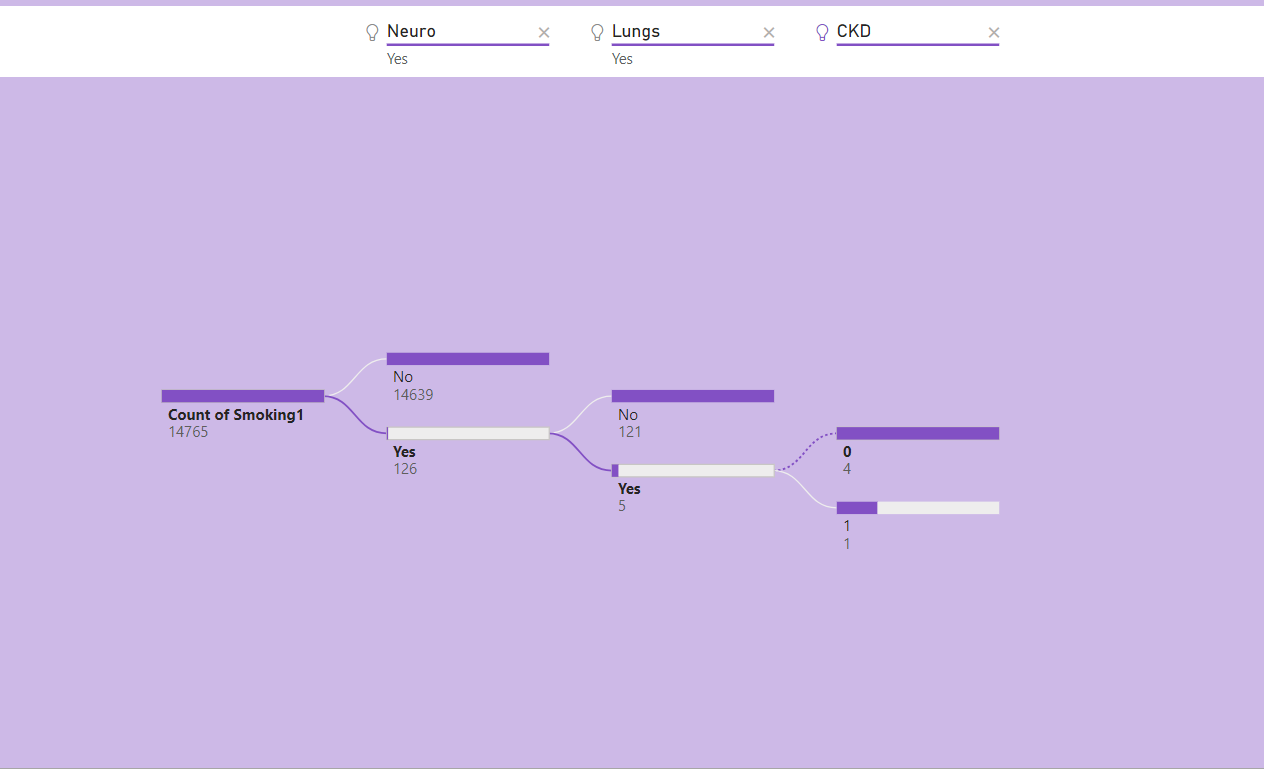 Neuro
Yes
Lungs
Yes
CKD
Count of Smoking1
14765
No
14639
Yes
126
No
121
Yes
5
0
4
1
1